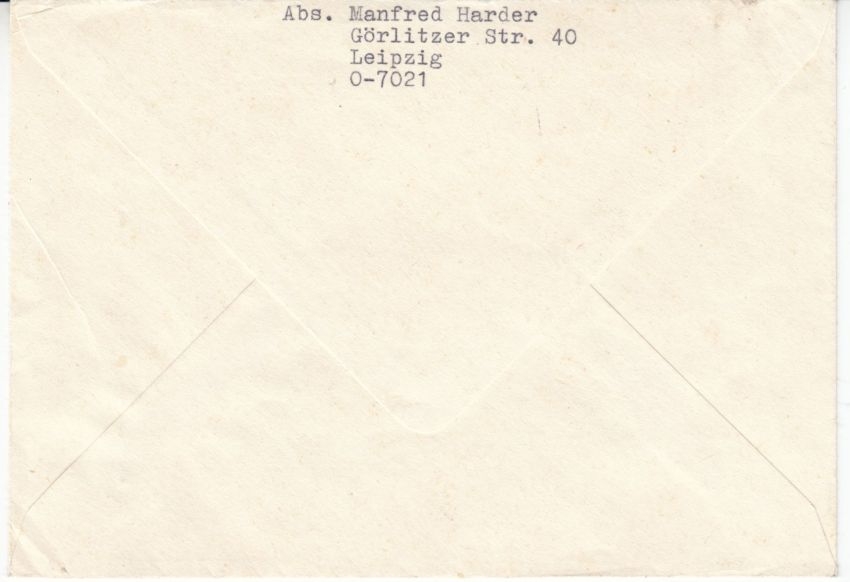 Abs. Manfred Harder
Görlitzer Str. 40
Leipzig
O-7021